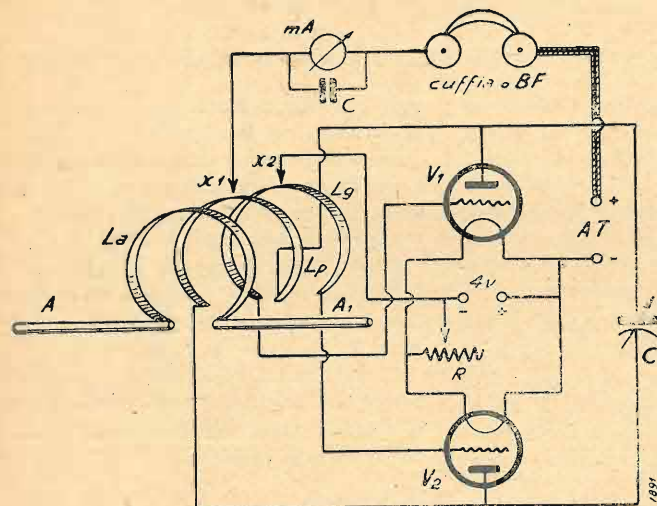 mA
C
cuffia o BF
x1
x2
Lg
La
Lp
V1
+
AT
-
4v
- +
A
A1
R
C
V2
1891